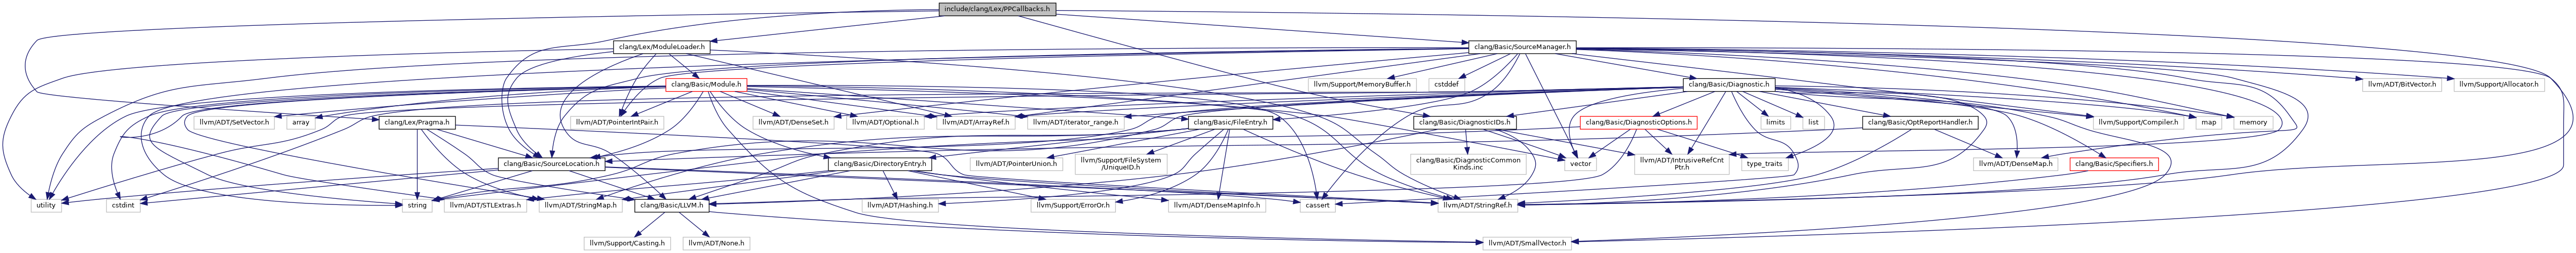 include/clang/Lex/PPCallbacks.h
clang/Lex/ModuleLoader.h
clang/Basic/SourceManager.h
clang/Basic/Module.h
llvm/Support/MemoryBuffer.h
cstddef
clang/Basic/Diagnostic.h
llvm/ADT/BitVector.h
llvm/Support/Allocator.h
llvm/ADT/SetVector.h
array
clang/Lex/Pragma.h
llvm/ADT/PointerIntPair.h
llvm/ADT/DenseSet.h
llvm/ADT/Optional.h
llvm/ADT/ArrayRef.h
llvm/ADT/iterator_range.h
clang/Basic/FileEntry.h
clang/Basic/DiagnosticIDs.h
clang/Basic/DiagnosticOptions.h
limits
list
clang/Basic/OptReportHandler.h
llvm/Support/Compiler.h
map
memory
clang/Basic/SourceLocation.h
clang/Basic/DirectoryEntry.h
llvm/ADT/PointerUnion.h
llvm/Support/FileSystem
/UniqueID.h
clang/Basic/DiagnosticCommon
Kinds.inc
vector
llvm/ADT/IntrusiveRefCnt
Ptr.h
type_traits
llvm/ADT/DenseMap.h
clang/Basic/Specifiers.h
utility
cstdint
string
llvm/ADT/STLExtras.h
llvm/ADT/StringMap.h
clang/Basic/LLVM.h
llvm/ADT/Hashing.h
llvm/Support/ErrorOr.h
llvm/ADT/DenseMapInfo.h
cassert
llvm/ADT/StringRef.h
llvm/Support/Casting.h
llvm/ADT/None.h
llvm/ADT/SmallVector.h